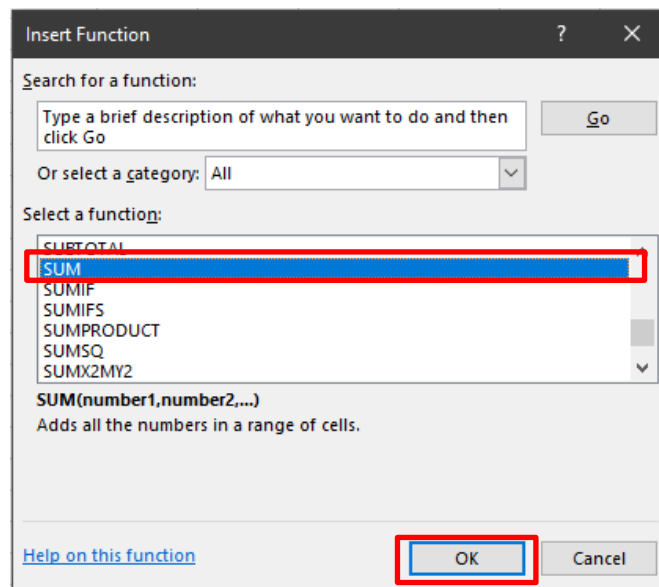 Insert Function ?
Search for a function:
Type a brief description of what you want to do and then
click Go
Go
Or select a category: All
Select a function:
SUBTOTAL
SUM
SUMIF
SUMIFS
SUMPRODUCT
SUMSQ
SUMX2MY2
SUM(number1,number2,...)
Adds all the numbers in a range of cells.
Help on this function
OK
Cancel